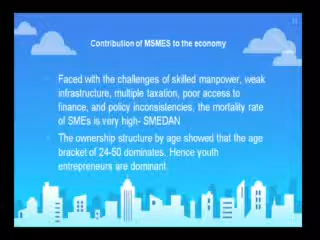 Contribution of MSMES to the economy
Faced with the challenges of skilled manpower, weak
infrastructure, multiple taxation, poor access to
finance, and policy inconsistencies, the mortality rate
of SMEs is very high- SMEDAN
The ownership structure by age showed that the age
bracket of 24-50 dominates. Hence youth
entrepreneurs are dominant